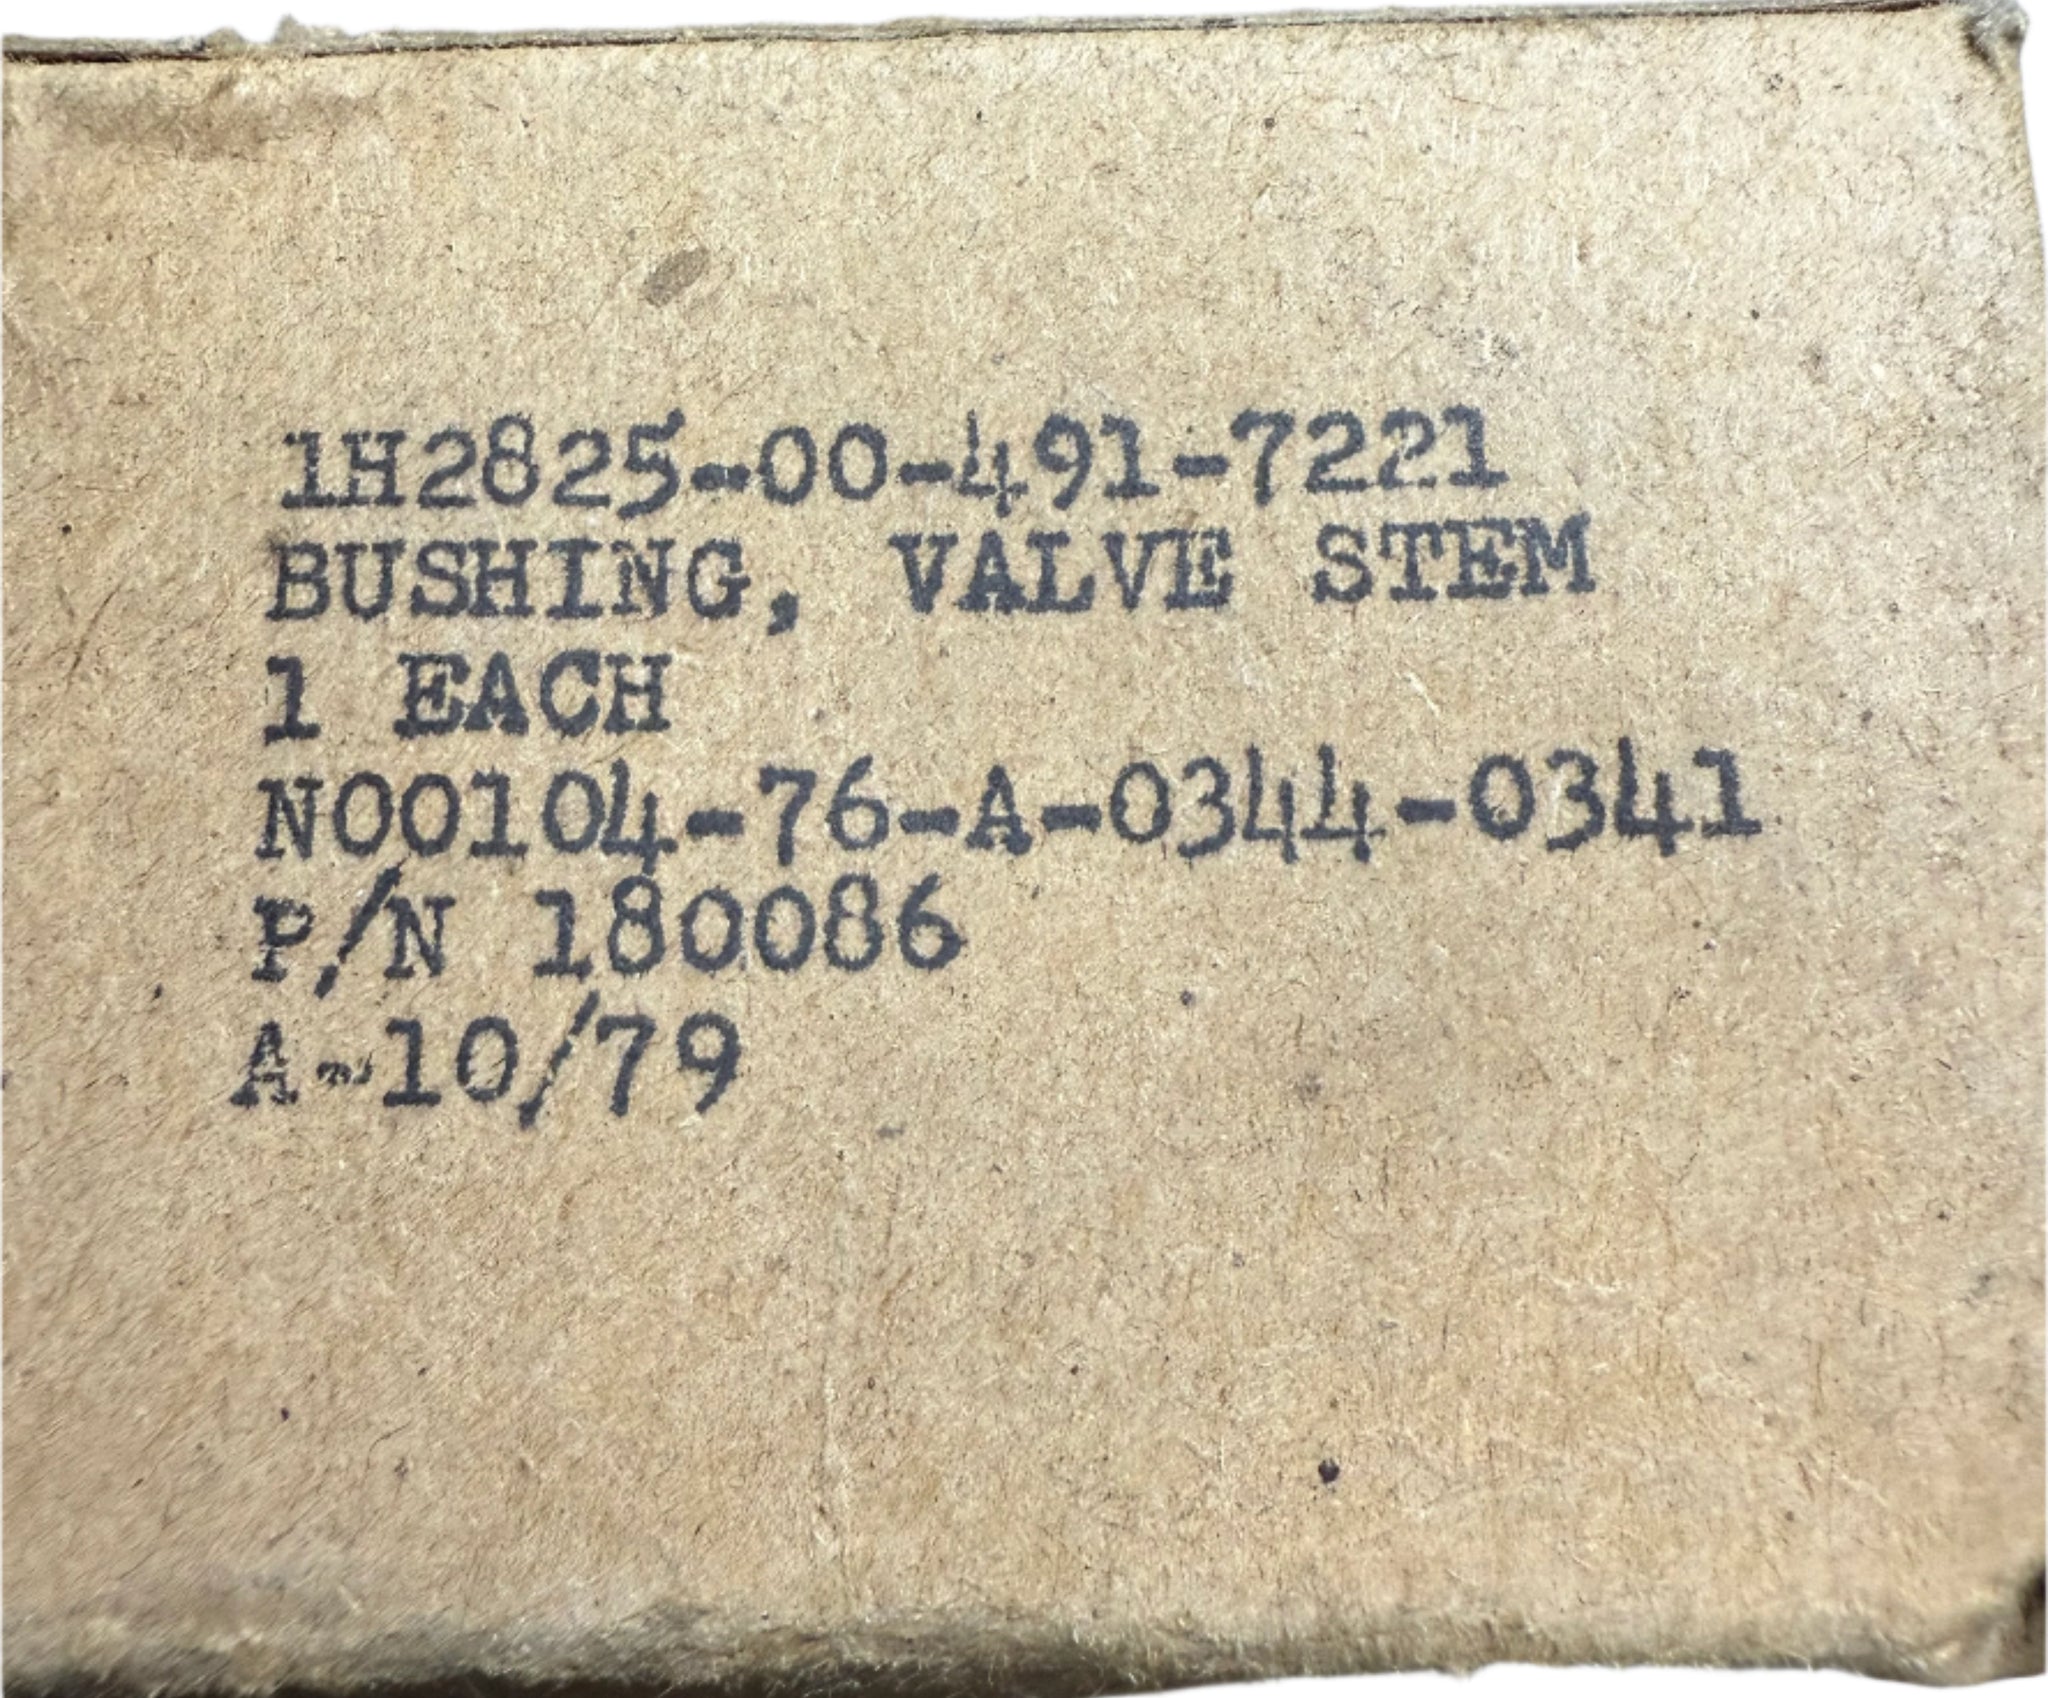 1H2825-00-491-7221
BUSHING, VALVE STEM
1 EACH
N00104-76-A-0344-0341
P/N 180086
A-10/79